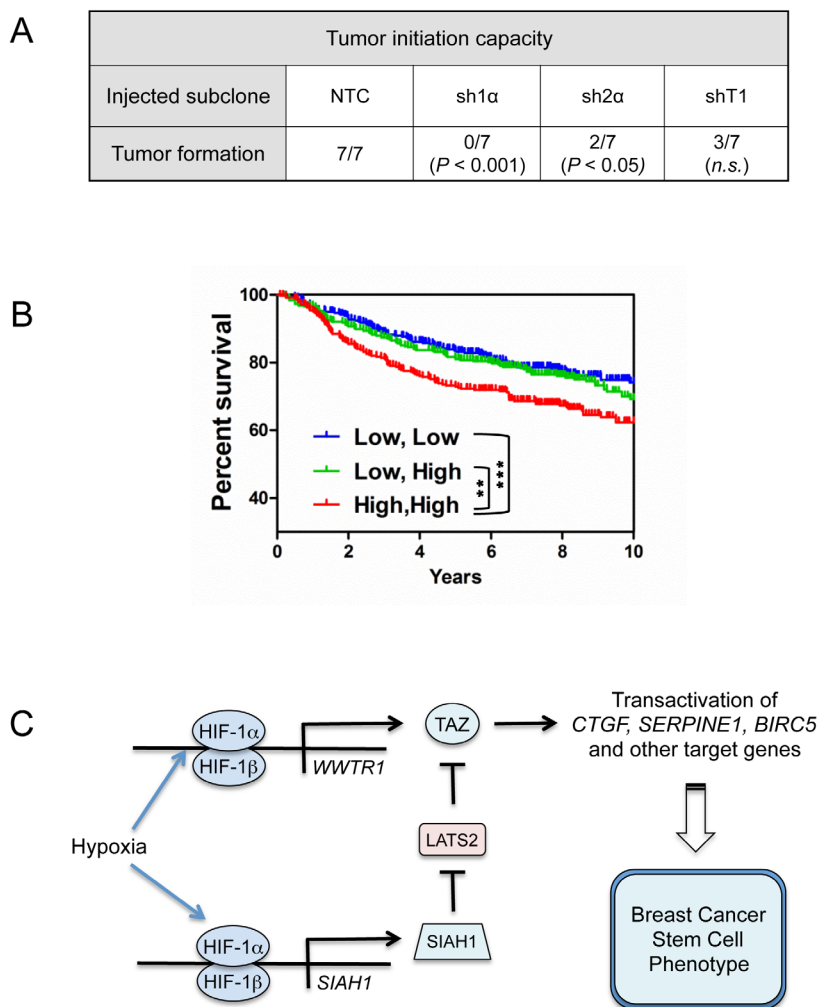 A
Tumor initiation capacity
Injected subclone NTC sh1α sh2α shT1
Tumor formation 7/7 0/7 (P < 0.001) 2/7 (P < 0.05) 3/7 (n.s.)
B
Percent survival
100
80
60
40
Low, Low
Low, High
High,High
**
***
0 2 4 6 8 10
Years
C
Hypoxia
HIF-1α
HIF-1β
WWTR1
TAZ
Transactivation of
CTGF, SERPINE1, BIRC5
and other target genes
LATS2
HIF-1α
HIF-1β
SIAH1
SIAH1
Breast Cancer
Stem Cell
Phenotype